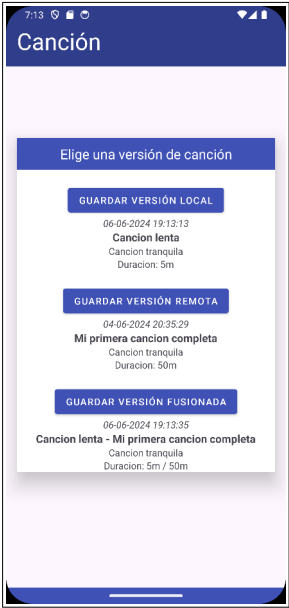 7:13
Canción
Elige una versión de canción
GUARDAR VERSIÓN LOCAL
06-06-2024 19:13:13
Cancion lenta
Cancion tranquila
Duracion: 5m
GUARDAR VERSIÓN REMOTA
04-06-2024 20:35:29
Mi primera cancion completa
Cancion tranquila
Duracion: 50m
GUARDAR VERSIÓN FUSIONADA
06-06-2024 19:13:35
Cancion lenta - Mi primera cancion completa
Cancion tranquila
Duracion: 5m / 50m